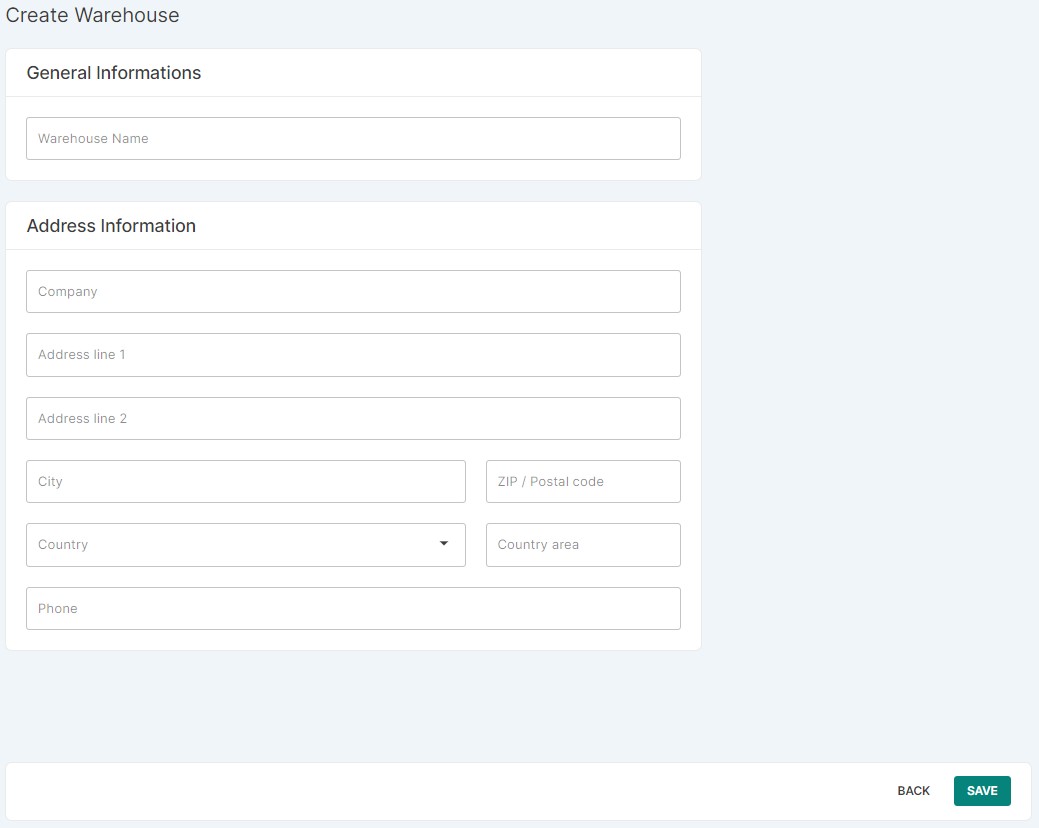 Create Warehouse
General Informations
Warehouse Name
Address Information
Company
Address line 1
Address line 2
City
ZIP / Postal code
Country
Country area
Phone
BACK
SAVE